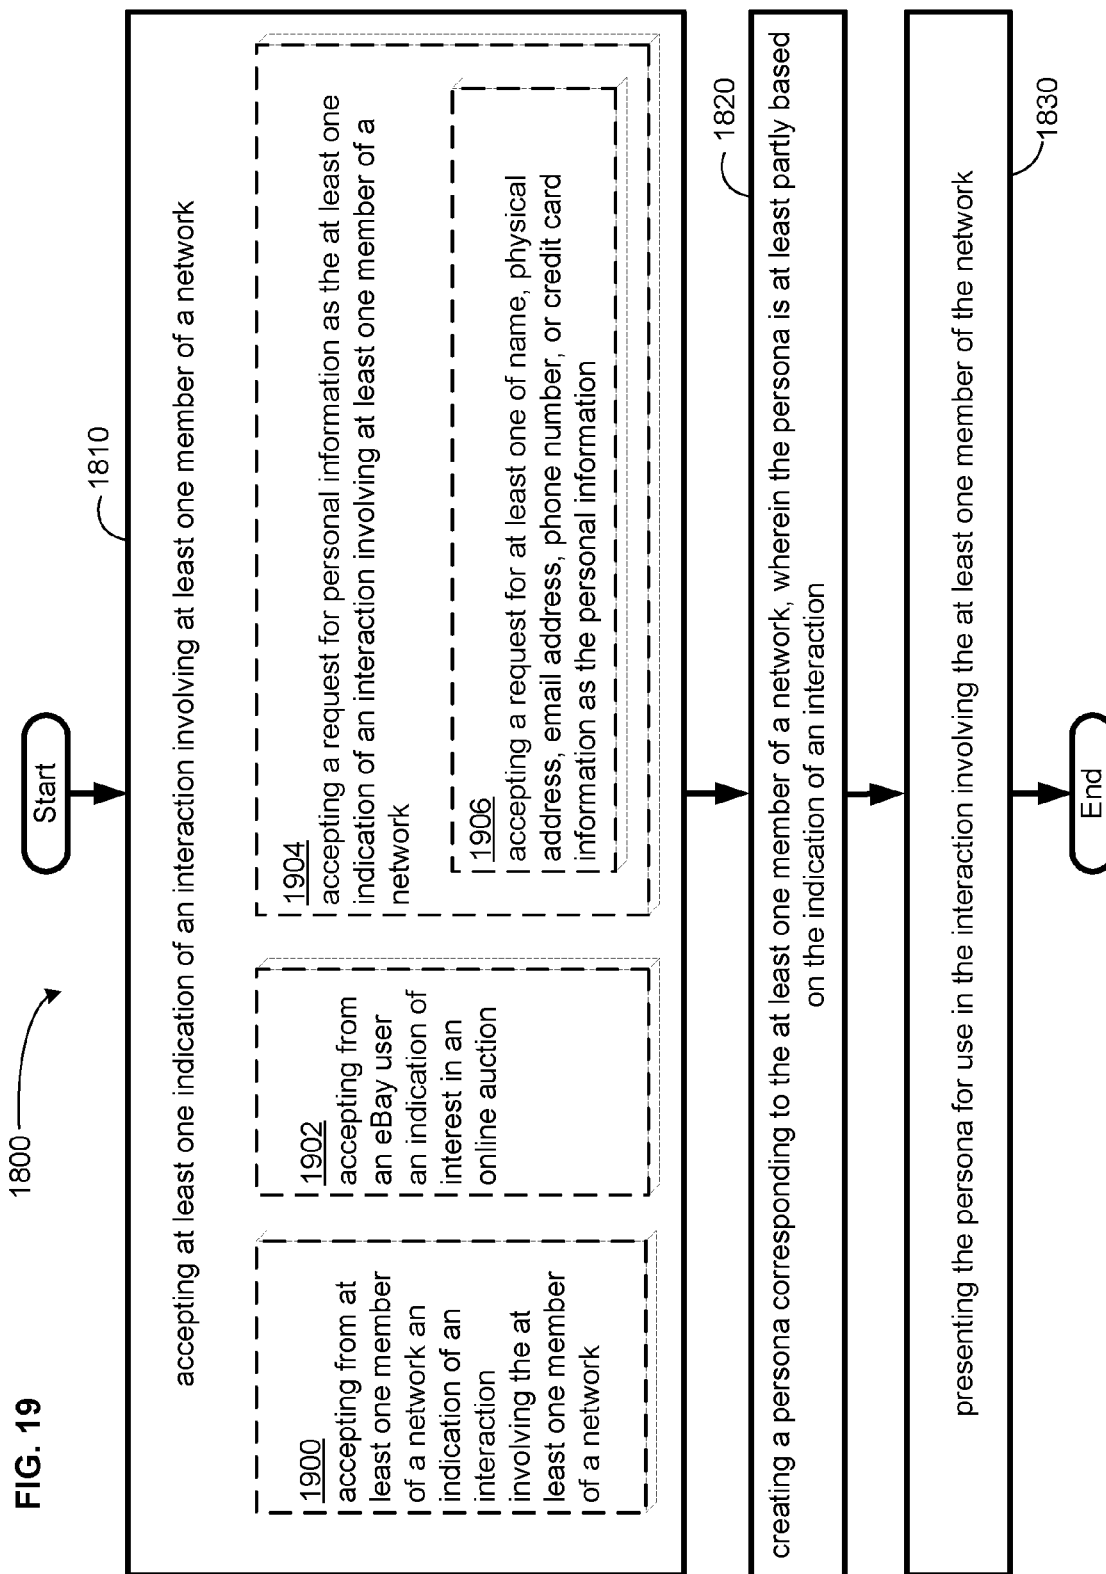 FIG. 19
1800
Start
1810
accepting at least one indication of an interaction involving at least one member of a network
1900
accepting from at
least one member
of a network an
indication of an
interaction
involving the at
least one member
of a network
1902
accepting from
an eBay user
an indication of
interest in an
online auction
1904
accepting a request for personal information as the at least one
indication of an interaction involving at least one member of a
network
1906
accepting a request for at least one of name, physical
address, email address, phone number, or credit card
information as the personal information
1820
creating a persona corresponding to the at least one member of a network, wherein the persona is at least partly based
on the indication of an interaction
1830
presenting the persona for use in the interaction involving the at least one member of the network
End